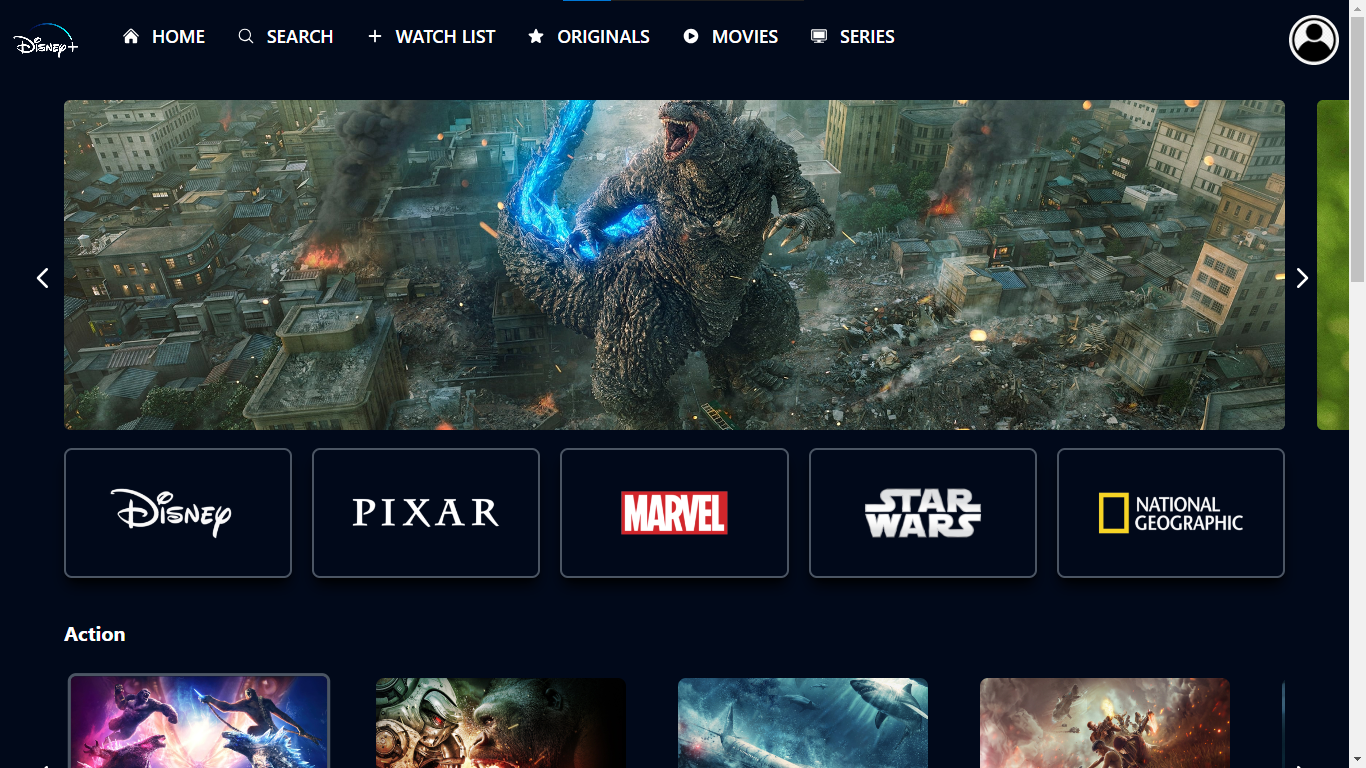 Disney+
HOME
SEARCH
WATCH LIST
ORIGINALS
MOVIES
SERIES
Disney
PIXAR
MARVEL
STAR
WARS
NATIONAL
GEOGRAPHIC
Action